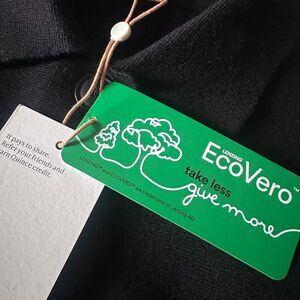 It pays to share.
Refer your friends and
earn Quince credit.
LENZING
EcoVero™
take less
give more
LENZING™ and ECOVERO™ are trademarks of Lenzing AG.